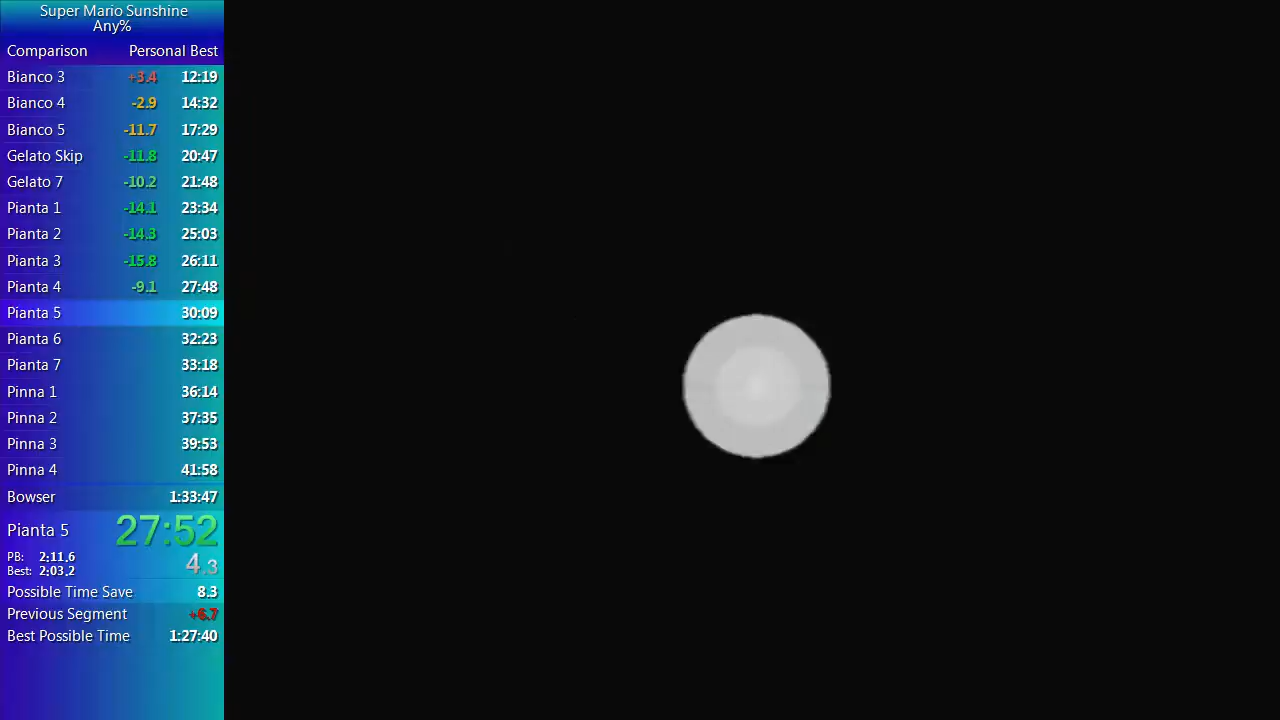 Super Mario Sunshine
Any%
Comparison Personal Best
Bianco 3 +3.4 12:19
Bianco 4 -2.9 14:32
Bianco 5 -11.7 17:29
Gelato Skip -11.8 20:47
Gelato 7 -10.2 21:48
Pianta 1 -14.1 23:34
Pianta 2 -14.3 25:03
Pianta 3 -15.8 26:11
Pianta 4 -9.1 27:48
Pianta 5 30:09
Pianta 6 32:23
Pianta 7 33:18
Pinna 1 36:14
Pinna 2 37:35
Pinna 3 39:53
Pinna 4 41:58
Bowser 1:33:47
Pianta 5 27:52
PB: 2:11.6
Best: 2:03.2 4.3
Possible Time Save 8.3
Previous Segment +6.7
Best Possible Time 1:27:40